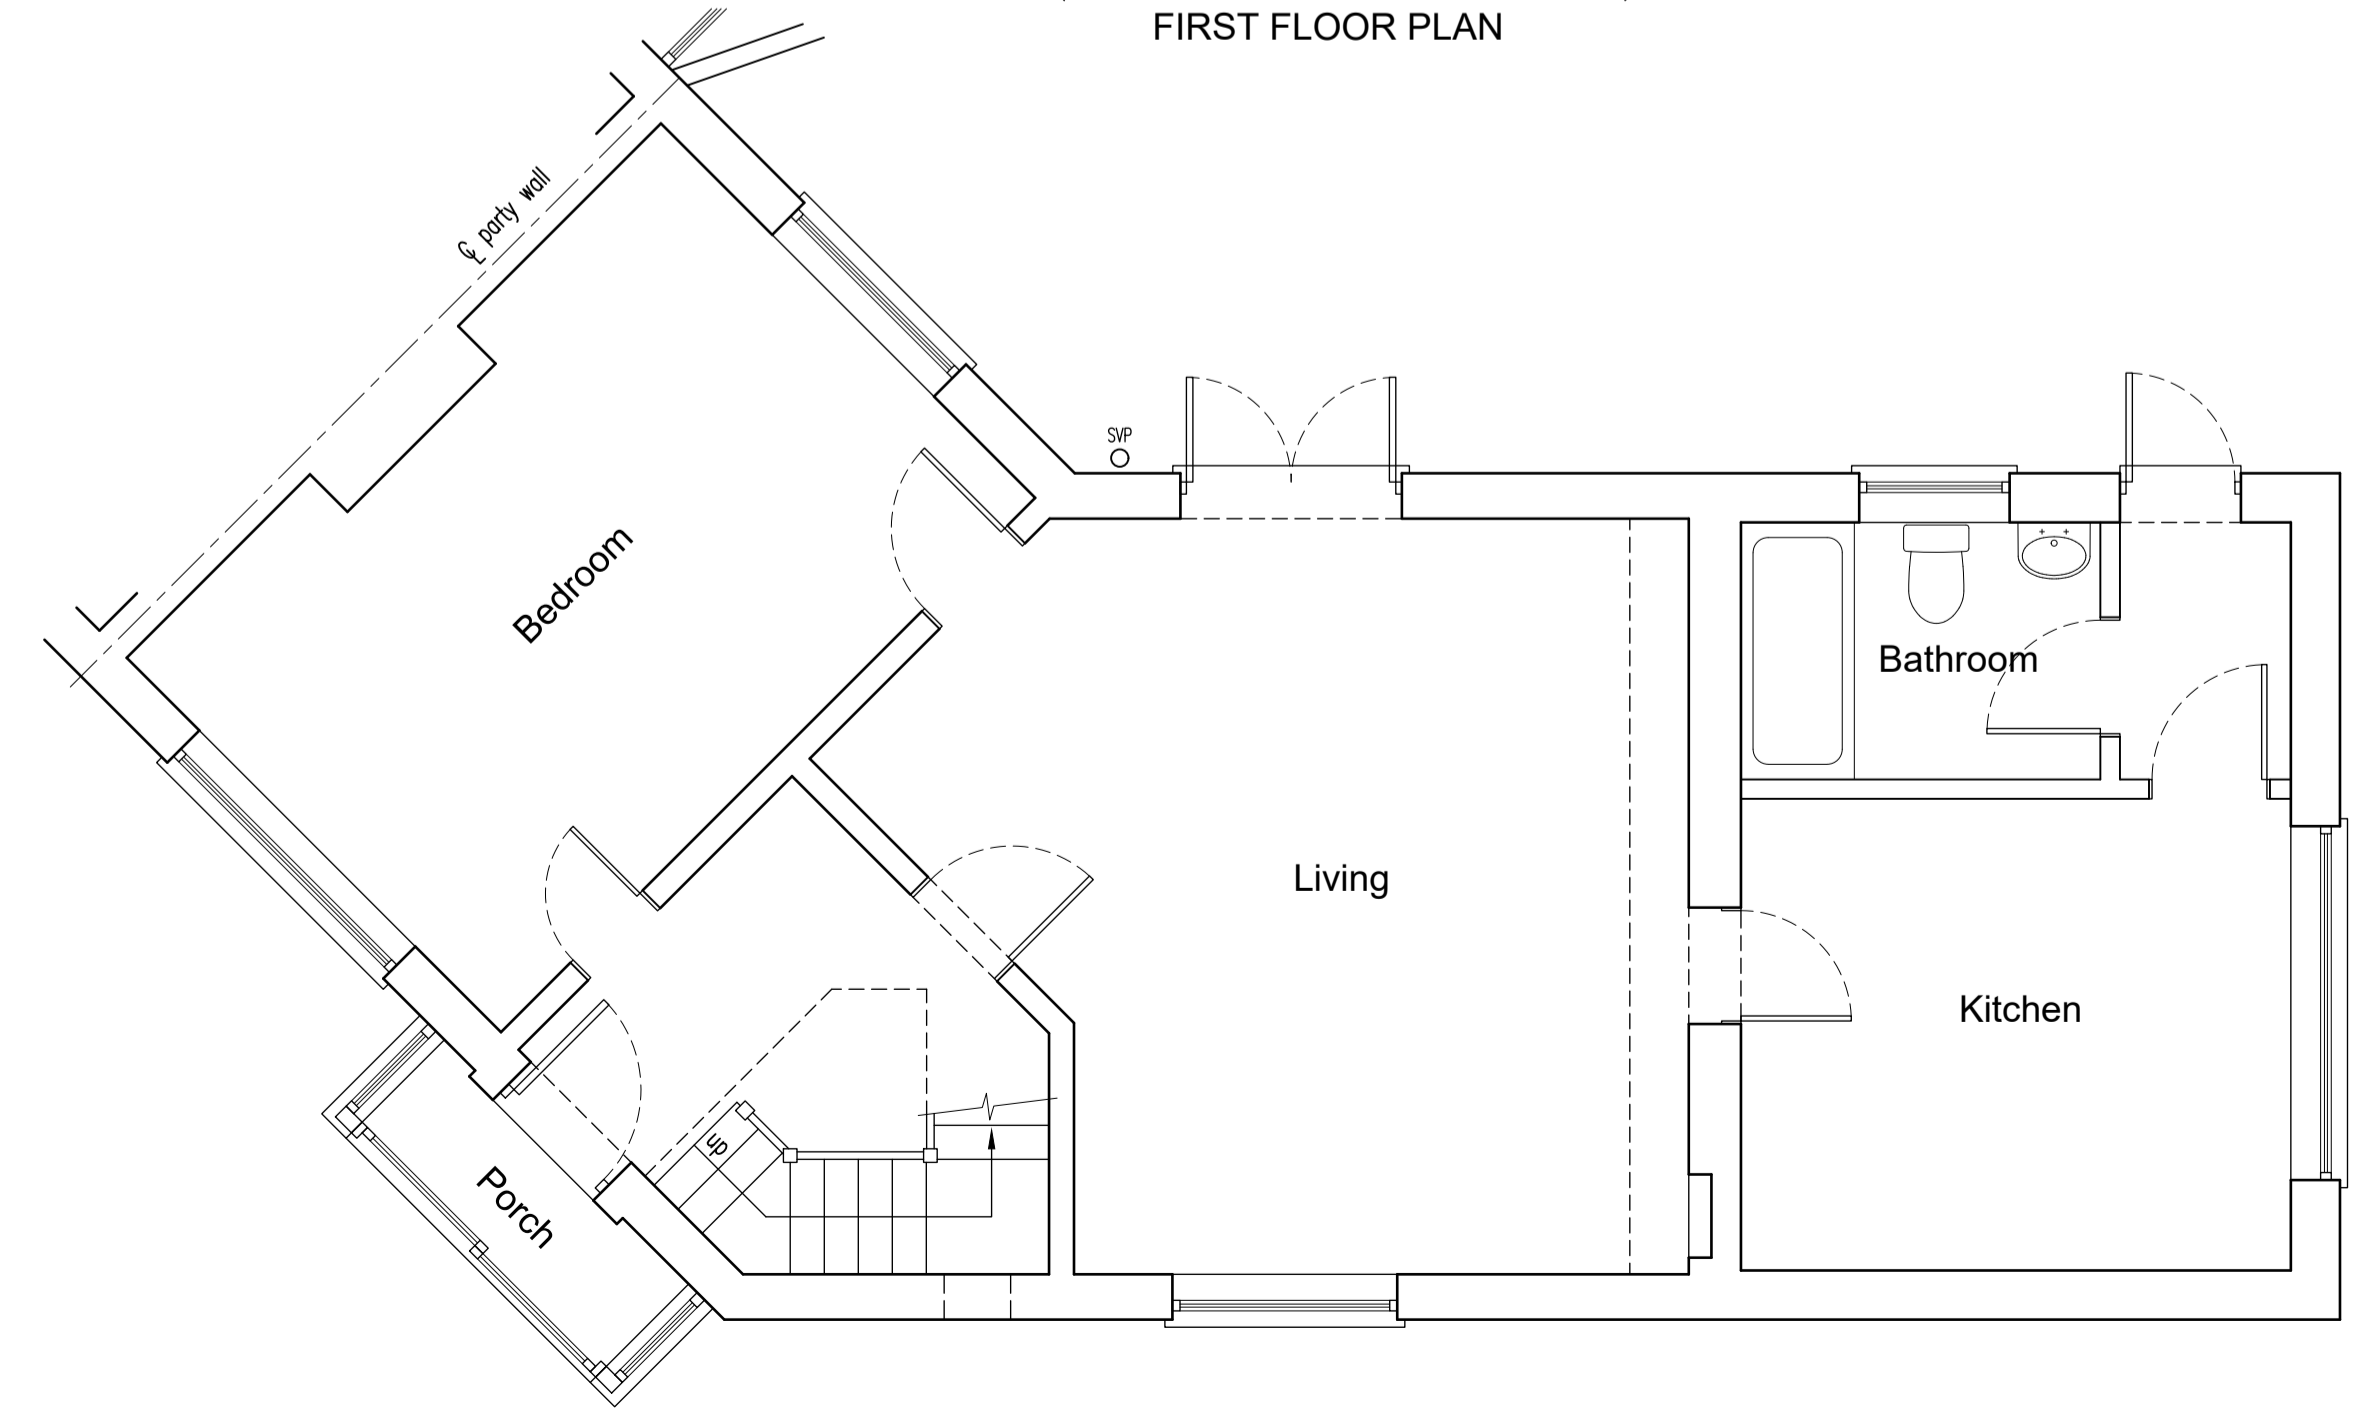 FIRST FLOOR PLAN
℄ party wall
SVP
Bedroom
Bathroom
Living
Kitchen
up
Porch